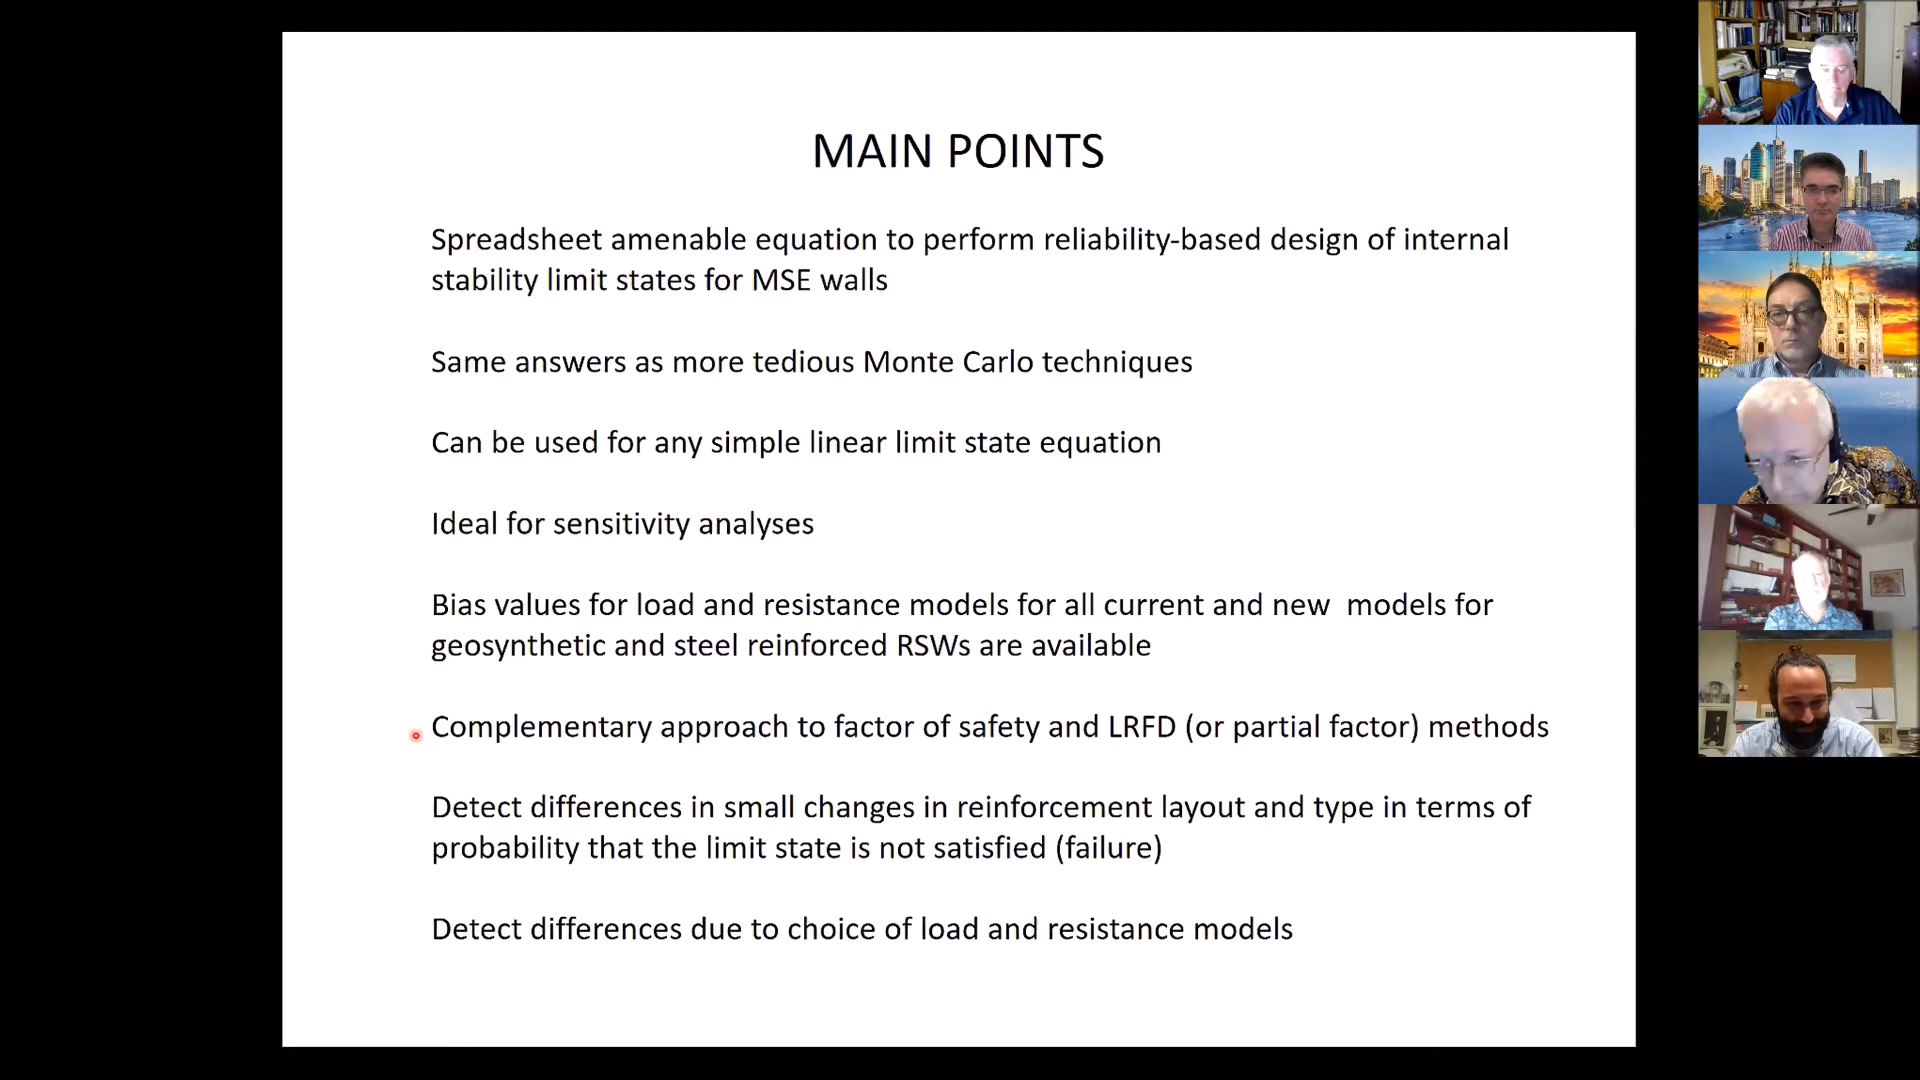 MAIN POINTS
Spreadsheet amenable equation to perform reliability-based design of internal
stability limit states for MSE walls
Same answers as more tedious Monte Carlo techniques
Can be used for any simple linear limit state equation
Ideal for sensitivity analyses
Bias values for load and resistance models for all current and new  models for
geosynthetic and steel reinforced RSWs are available
Complementary approach to factor of safety and LRFD (or partial factor) methods
Detect differences in small changes in reinforcement layout and type in terms of
probability that the limit state is not satisfied (failure)
Detect differences due to choice of load and resistance models